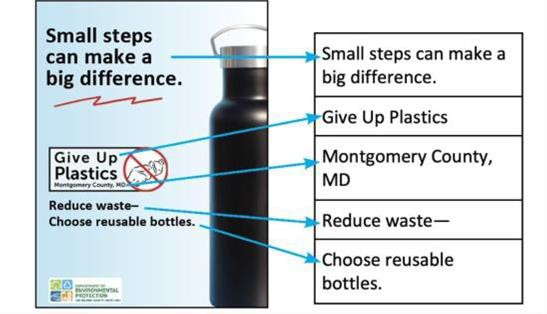 Small steps
can make a
big difference.
Give Up
Plastics
Montgomery County, MD
Reduce waste–
Choose reusable bottles.
DEPARTMENT OF
ENVIRONMENTAL
PROTECTION
Small steps can make a
big difference.
Give Up Plastics
Montgomery County,
MD
Reduce waste—
Choose reusable
bottles.